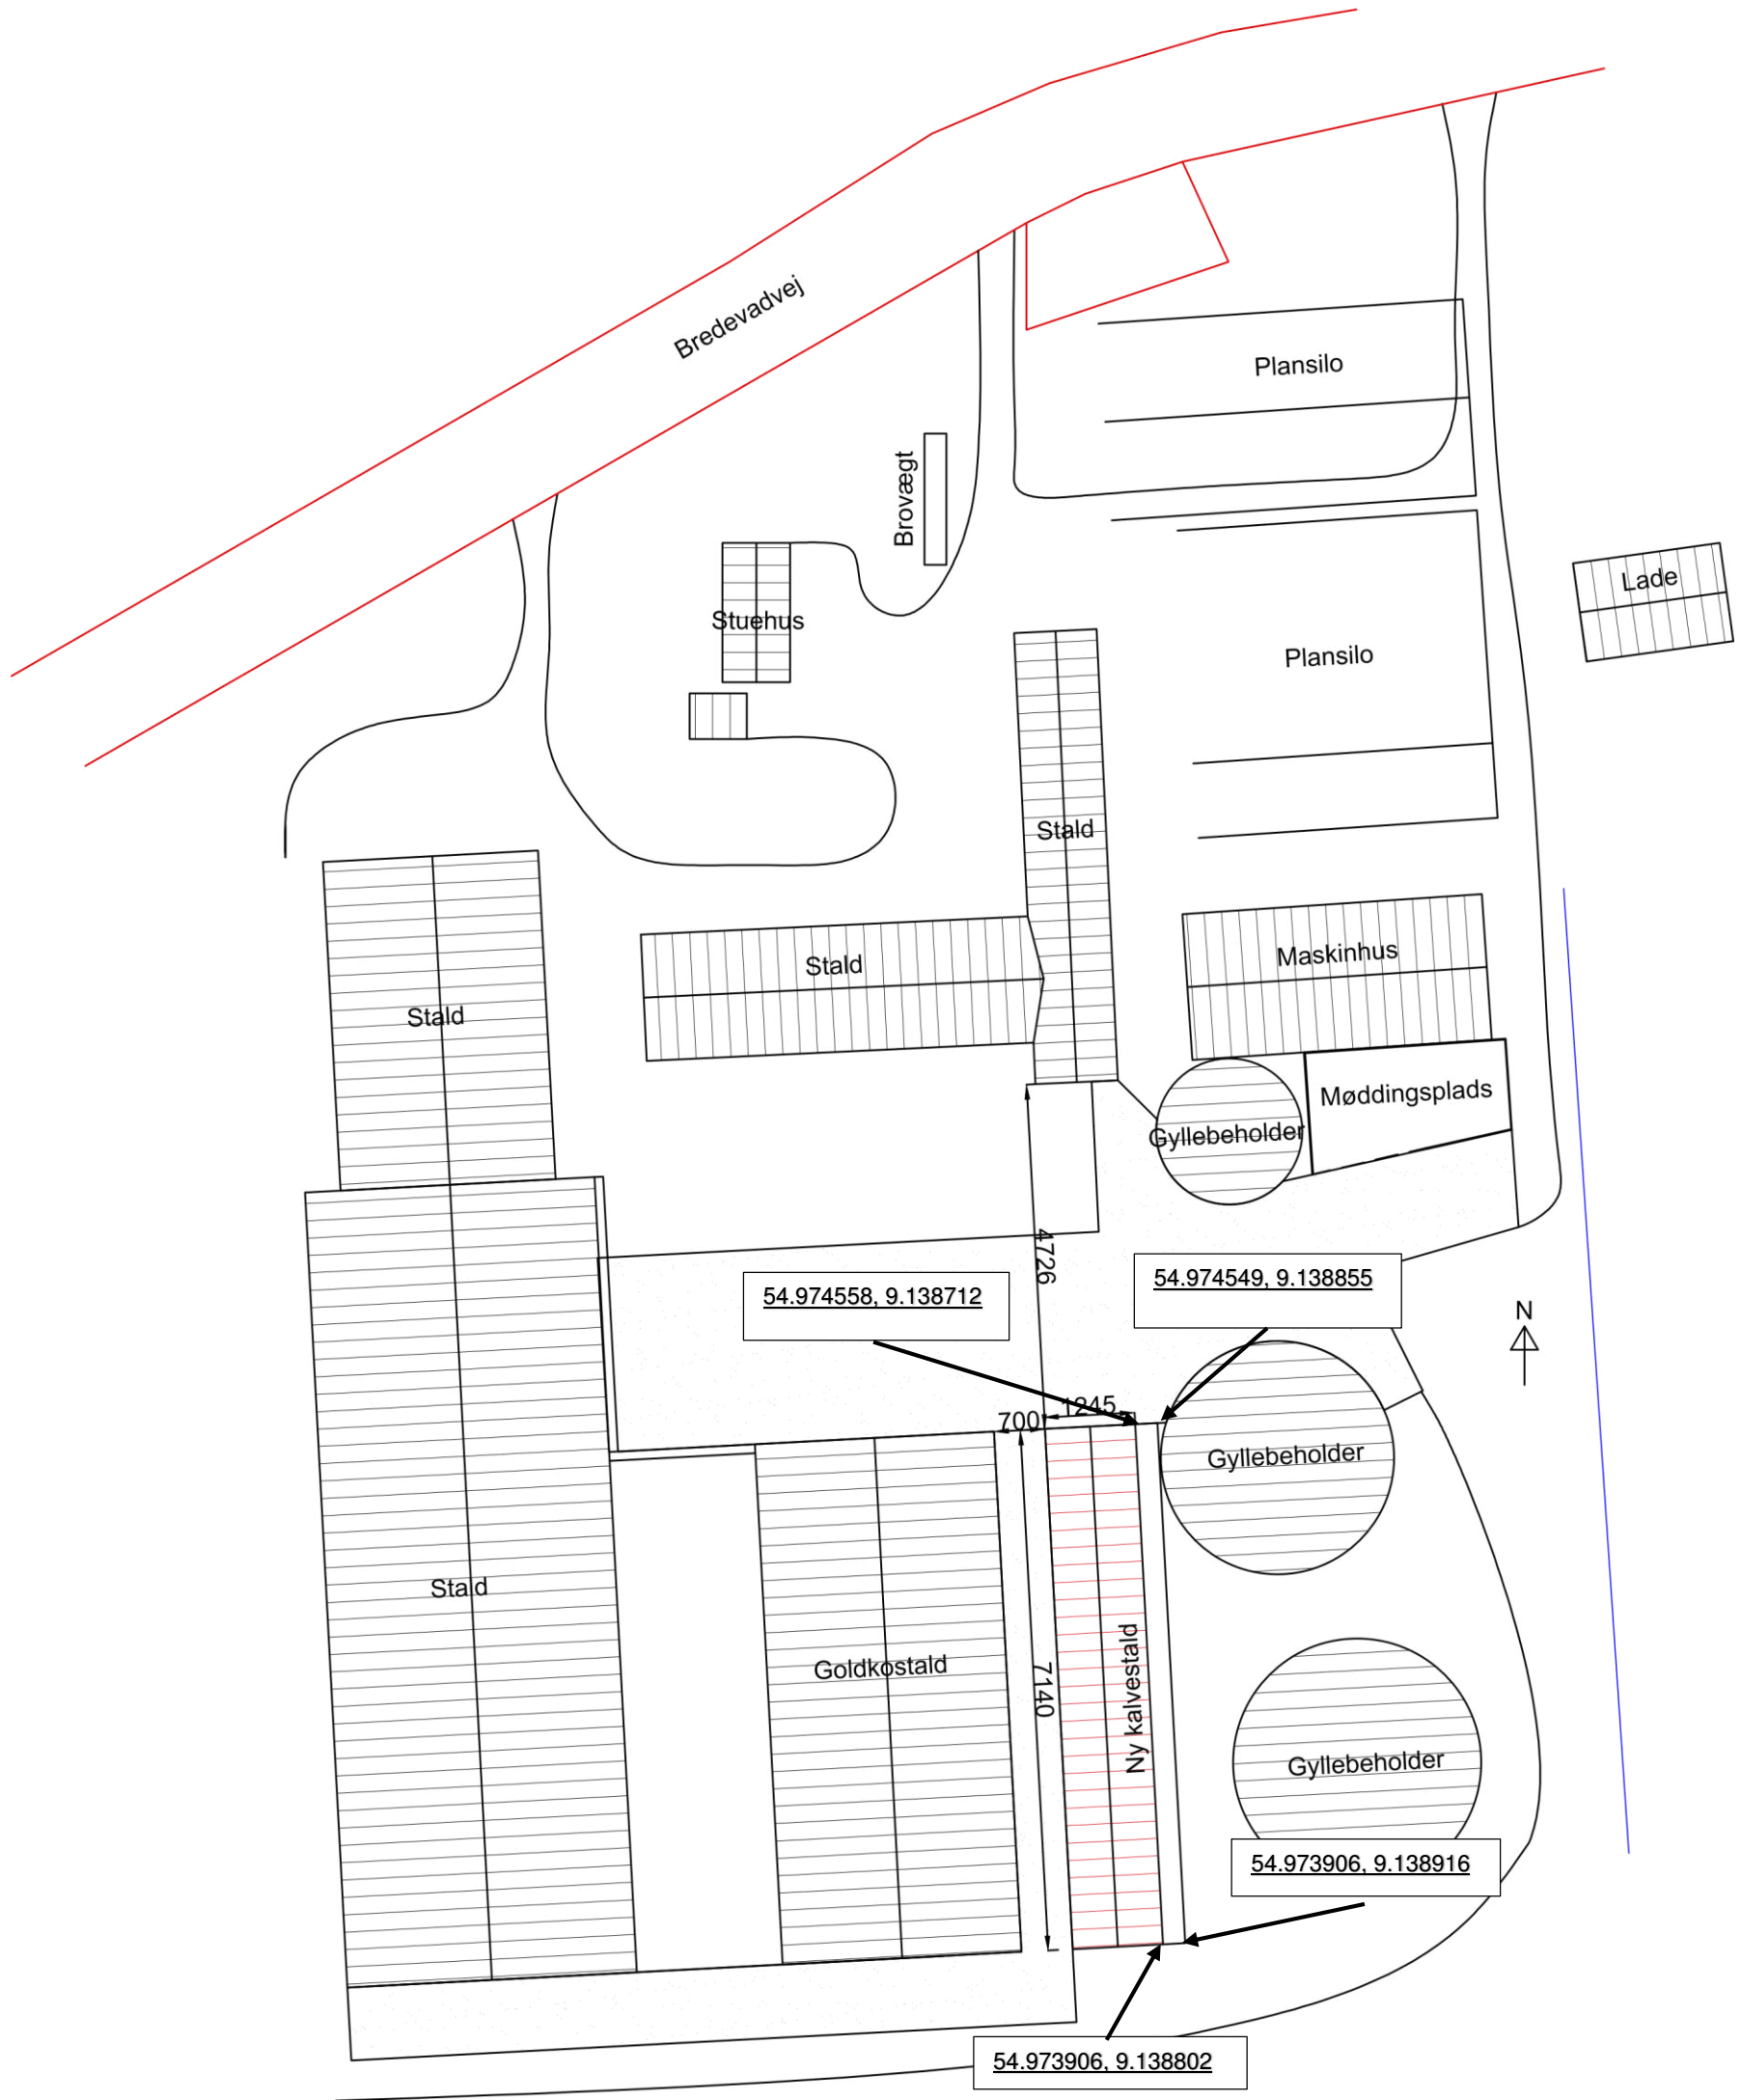 Bredevadvej
Plansilo
Brovægt
Lade
Stuehus
Plansilo
Stald
Maskinhus
Stald
Stald
Møddingsplads
Gyllebeholder
4726
54.974549, 9.138855
54.974558, 9.138712
N
1245
700
Gyllebeholder
Stald
Goldkostald
7140
Ny kalvestald
Gyllebeholder
54.973906, 9.138916
54.973906, 9.138802